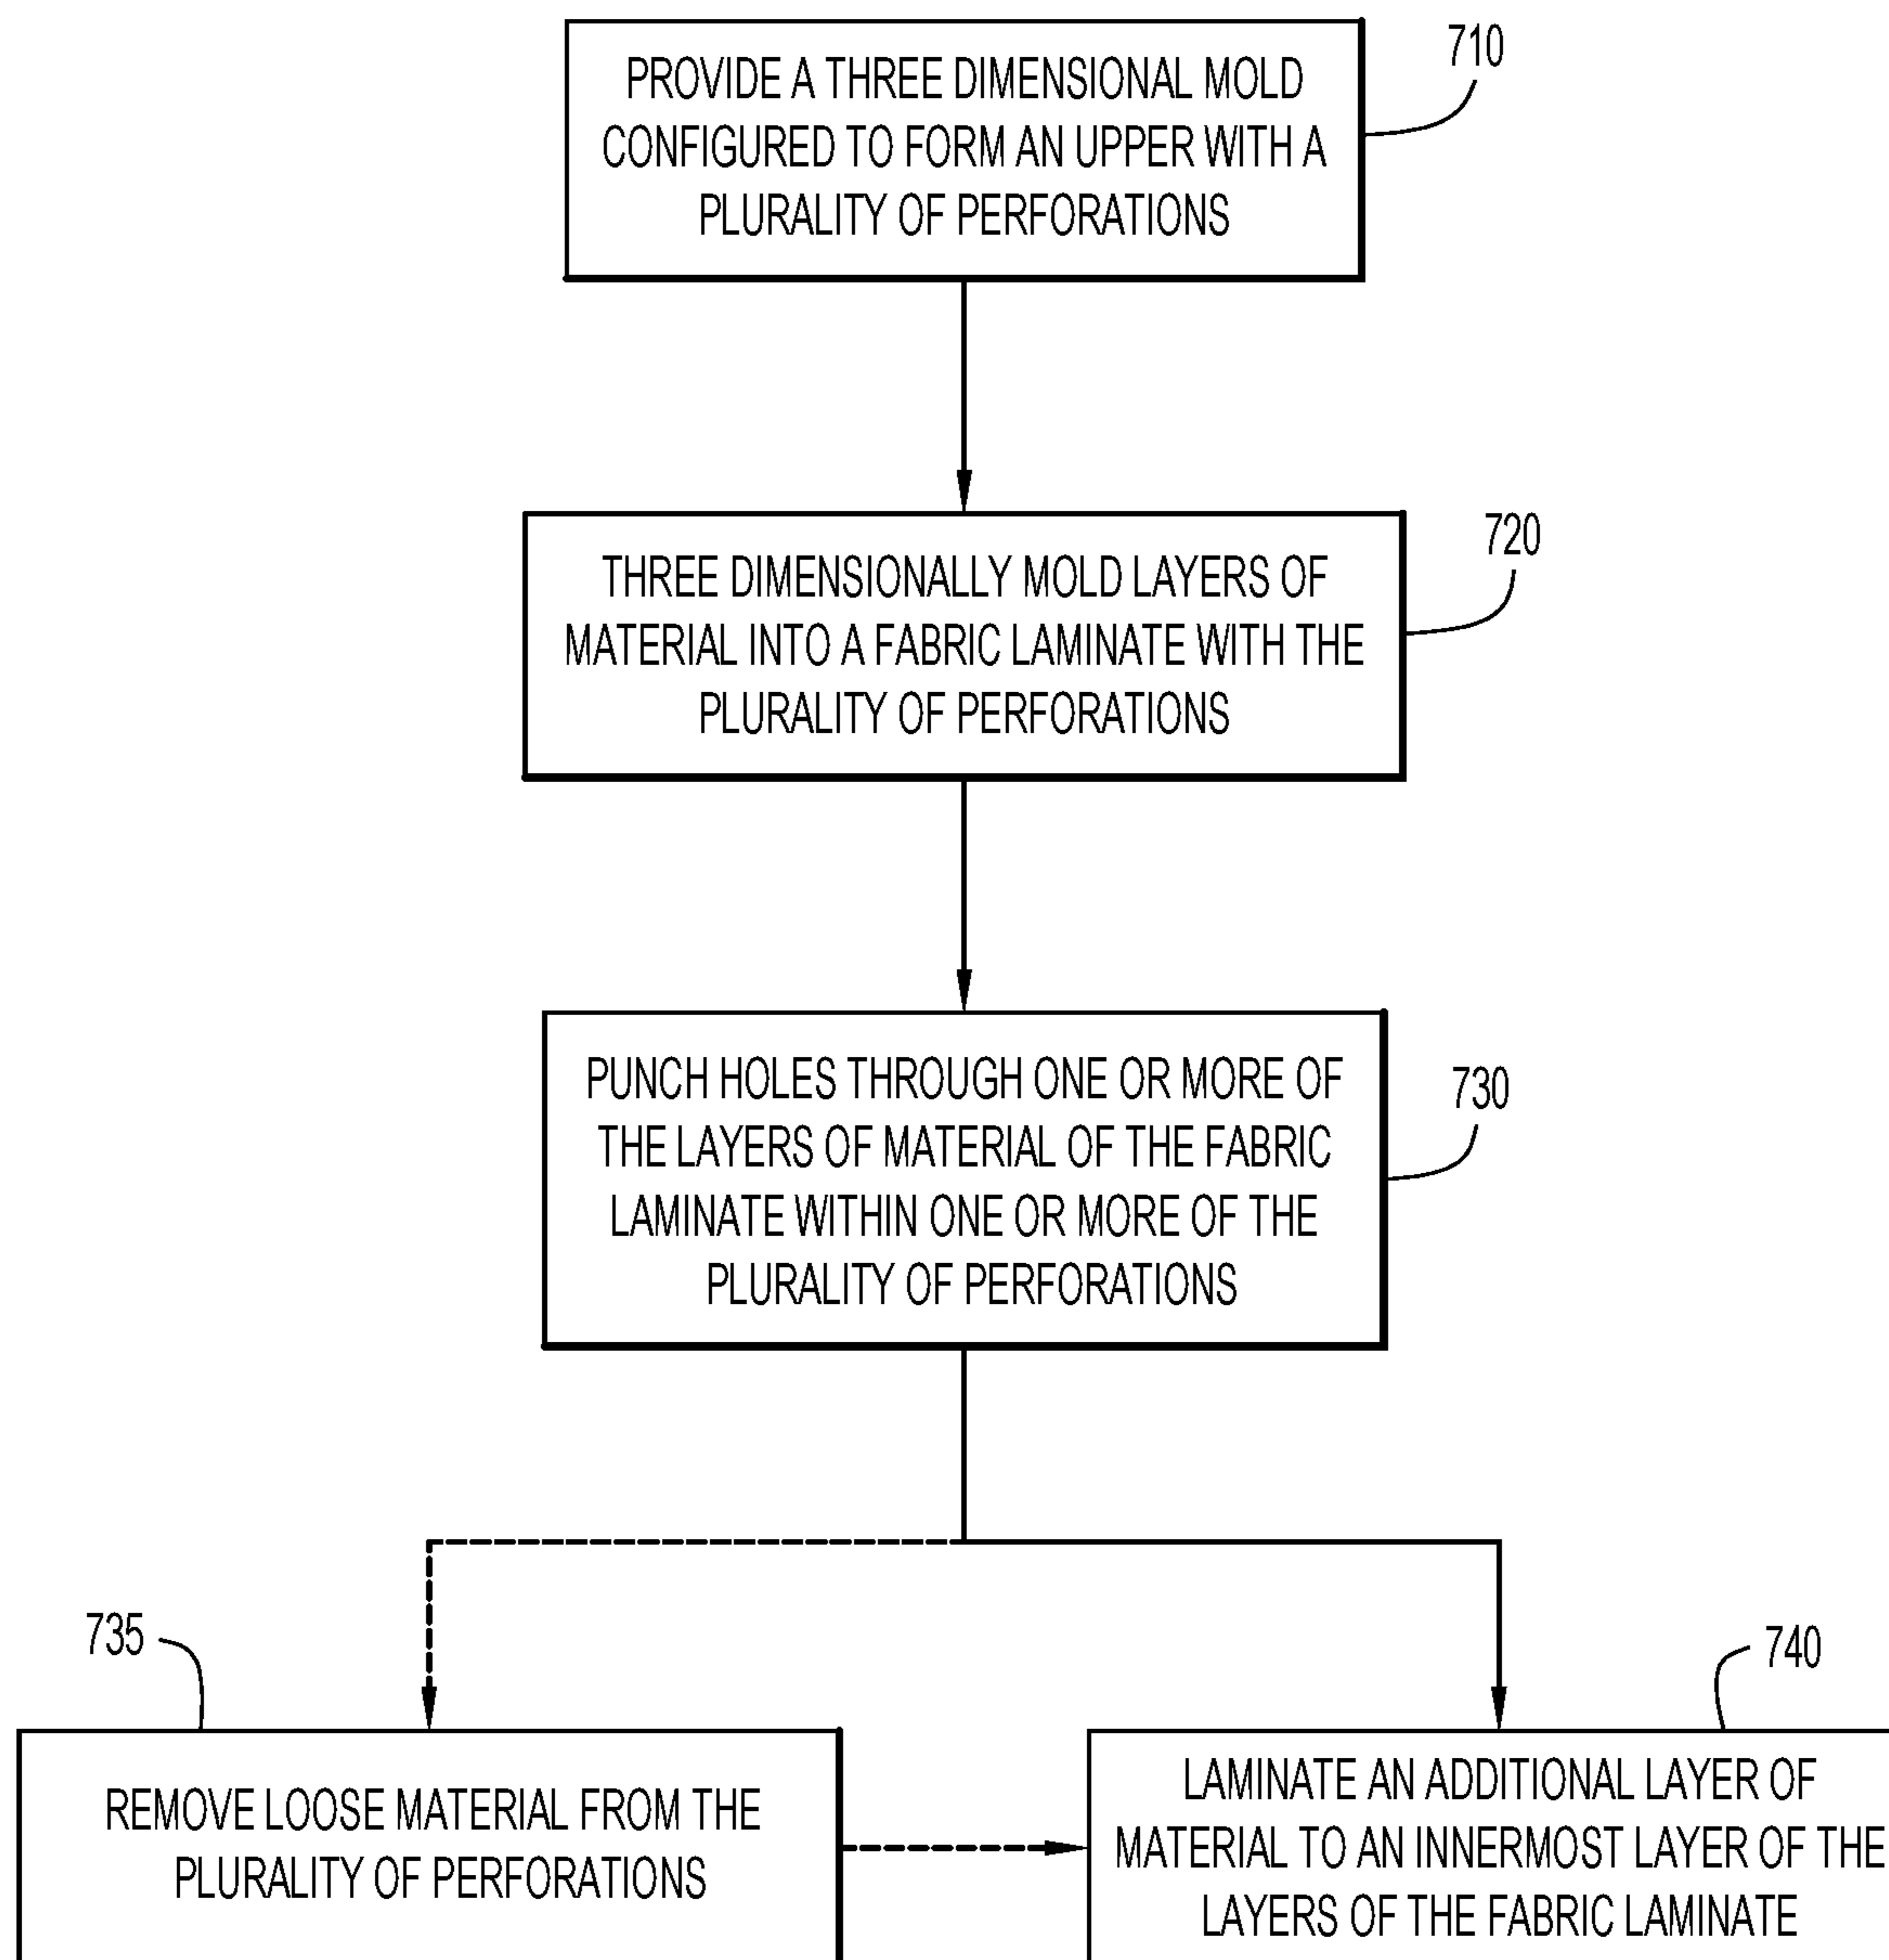 PROVIDE A THREE DIMENSIONAL MOLD
CONFIGURED TO FORM AN UPPER WITH A
PLURALITY OF PERFORATIONS
710
THREE DIMENSIONALLY MOLD LAYERS OF
MATERIAL INTO A FABRIC LAMINATE WITH THE
PLURALITY OF PERFORATIONS
720
PUNCH HOLES THROUGH ONE OR MORE OF
THE LAYERS OF MATERIAL OF THE FABRIC
LAMINATE WITHIN ONE OR MORE OF THE
PLURALITY OF PERFORATIONS
730
735
REMOVE LOOSE MATERIAL FROM THE
PLURALITY OF PERFORATIONS
740
LAMINATE AN ADDITIONAL LAYER OF
MATERIAL TO AN INNERMOST LAYER OF THE
LAYERS OF THE FABRIC LAMINATE